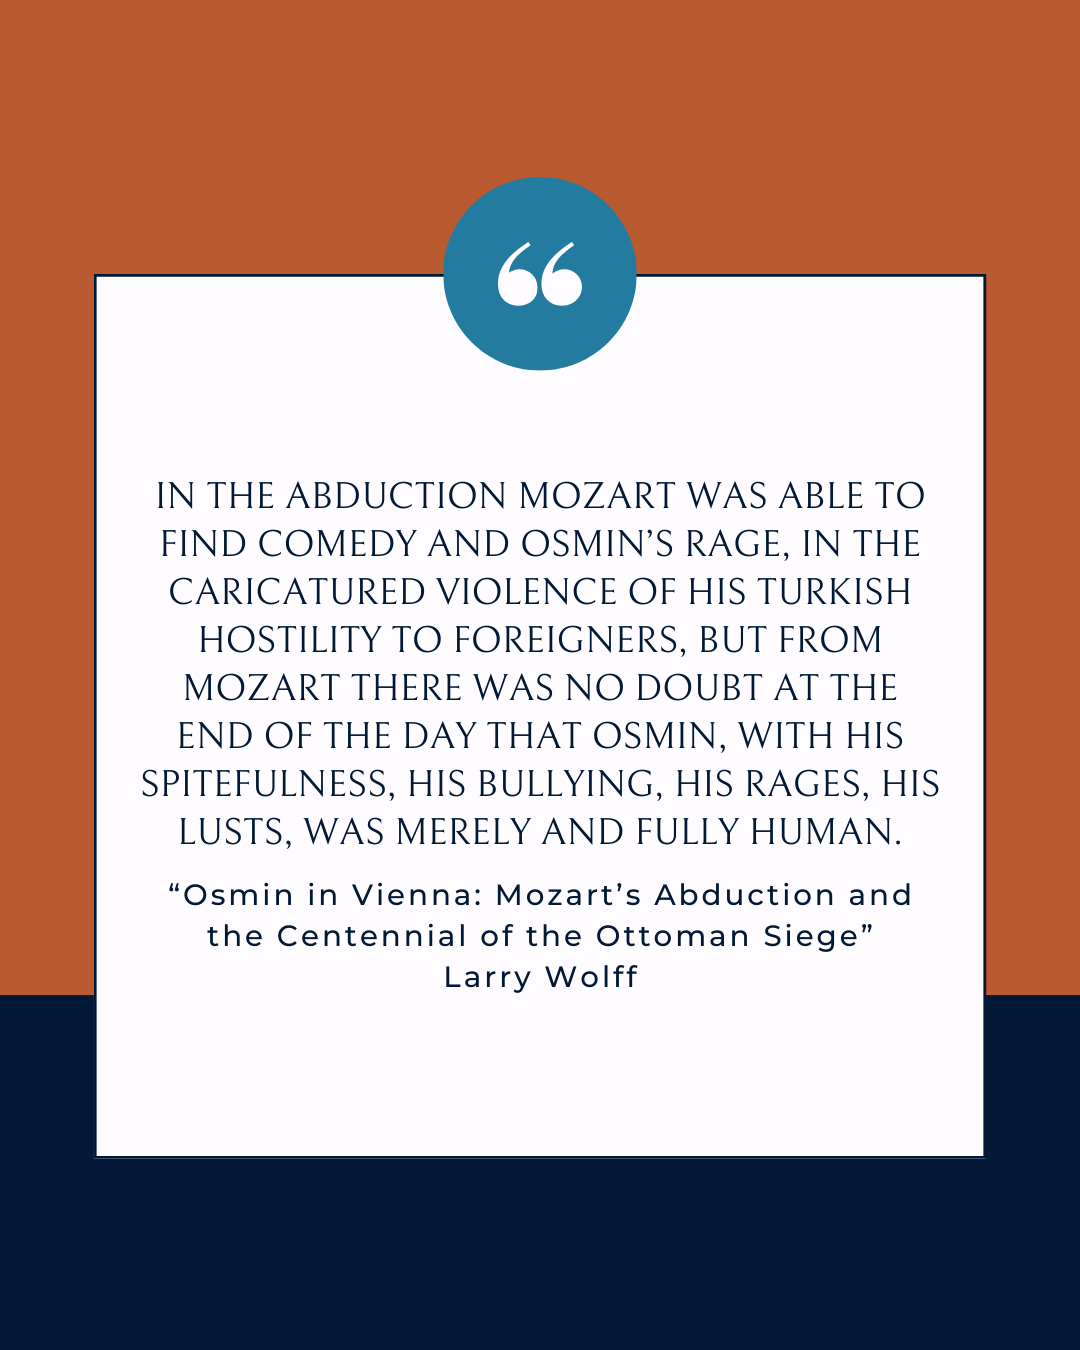 “
IN THE ABDUCTION MOZART WAS ABLE TO
FIND COMEDY AND OSMIN’S RAGE, IN THE
CARICATURED VIOLENCE OF HIS TURKISH
HOSTILITY TO FOREIGNERS, BUT FROM
MOZART THERE WAS NO DOUBT AT THE
END OF THE DAY THAT OSMIN, WITH HIS
SPITEFULNESS, HIS BULLYING, HIS RAGES, HIS
LUSTS, WAS MERELY AND FULLY HUMAN.
“Osmin in Vienna: Mozart’s Abduction and
the Centennial of the Ottoman Siege”
Larry Wolff